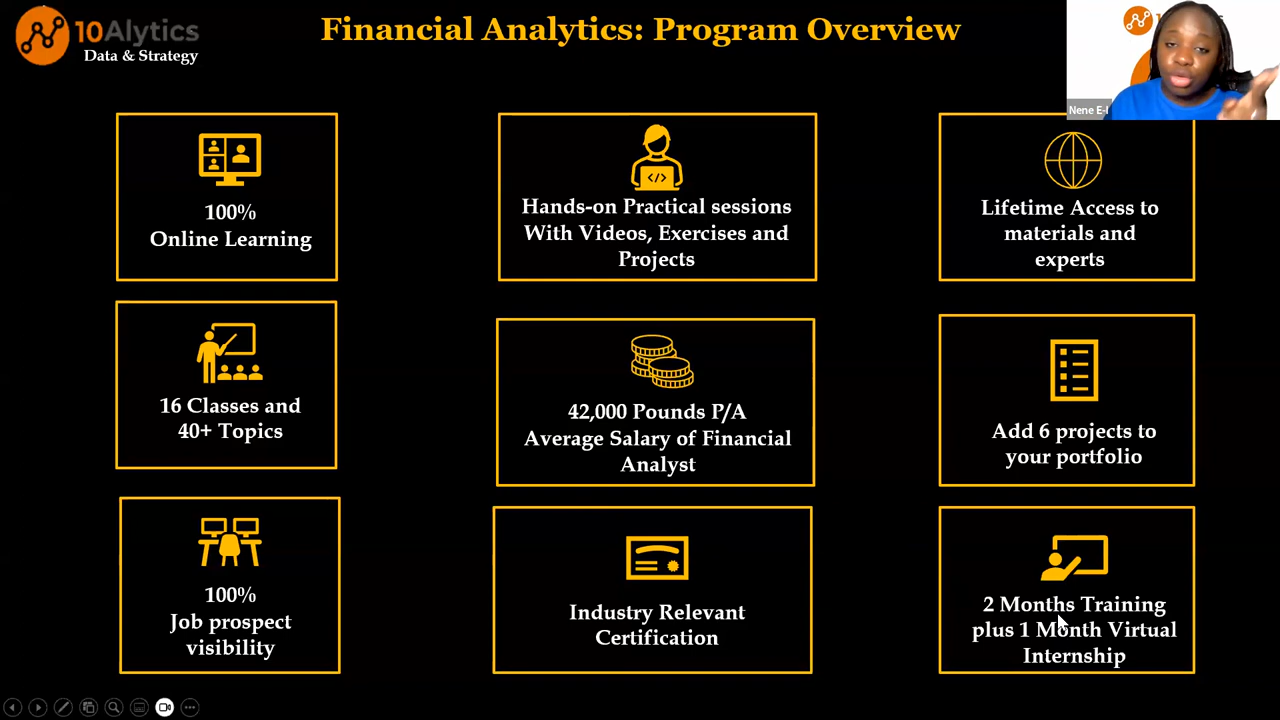 10Alytics
Data & Strategy
Financial Analytics: Program Overview
10
Nene E-I
100%
Online Learning
Hands-on Practical sessions
With Videos, Exercises and
Projects
Lifetime Access to
materials and
experts
16 Classes and
40+ Topics
42,000 Pounds P/A
Average Salary of Financial
Analyst
Add 6 projects to
your portfolio
100%
Job prospect
visibility
Industry Relevant
Certification
2 Months Training
plus 1 Month Virtual
Internship